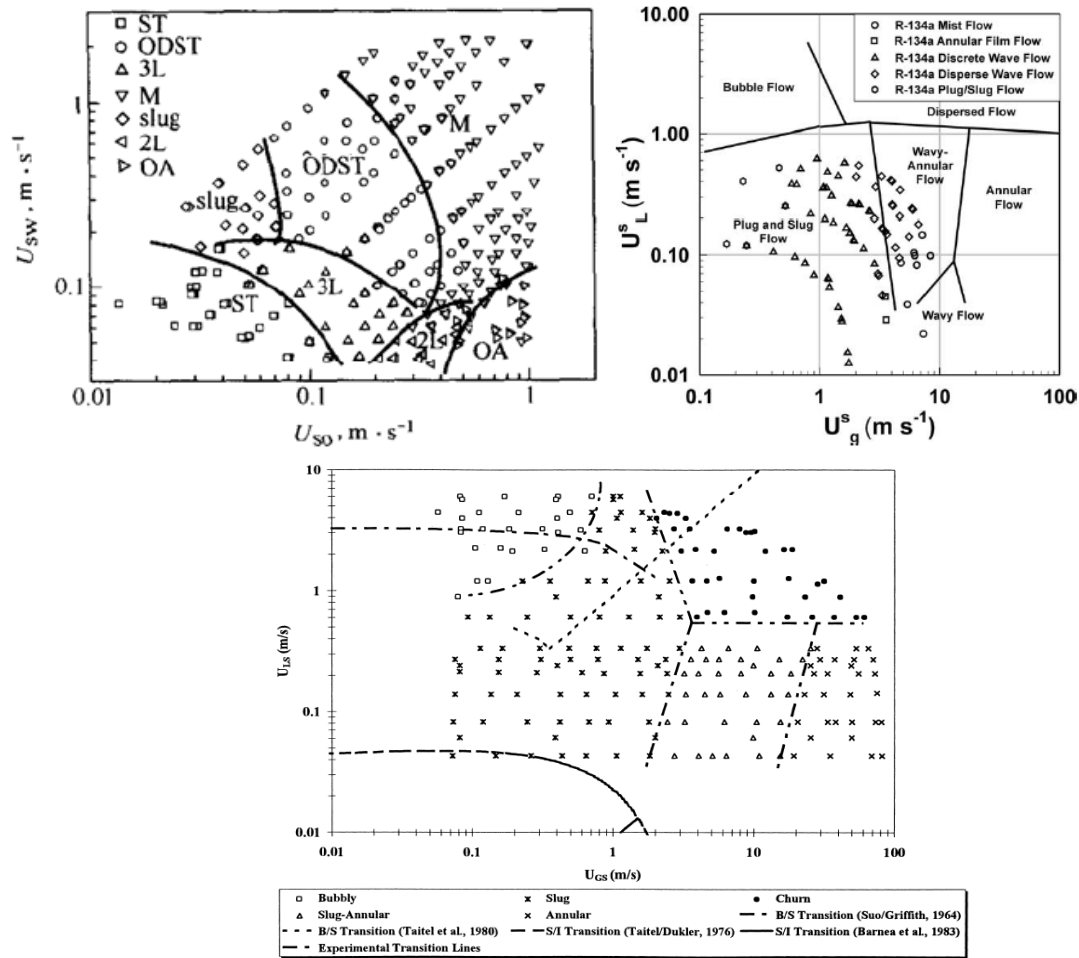 ST
ODST
3L
M
slug
2L
OA
1
0.1
0.01
0.1
1
U_SW, m · s⁻¹
U_SO, m · s⁻¹
M
ODST
slug
3L
ST
2L
OA
10.00
1.00
0.10
0.01
0.1
1
10
100
U^s_L (m s⁻¹)
U^s_g (m s⁻¹)
R-134a Mist Flow
R-134a Annular Film Flow
R-134a Discrete Wave Flow
R-134a Disperse Wave Flow
R-134a Plug/Slug Flow
Bubble Flow
Dispersed Flow
Wavy-
Annular
Flow
Annular
Flow
Plug and Slug
Flow
Wavy Flow
10
1
0.1
0.01
0.01
0.1
1
10
100
U_LS (m/s)
U_GS (m/s)
Bubbly
Slug
Churn
Slug-Annular
Annular
B/S Transition (Suo/Griffith, 1964)
B/S Transition (Taitel et al., 1980)
S/I Transition (Taitel/Dukler, 1976)
S/I Transition (Barnea et al., 1983)
Experimental Transition Lines